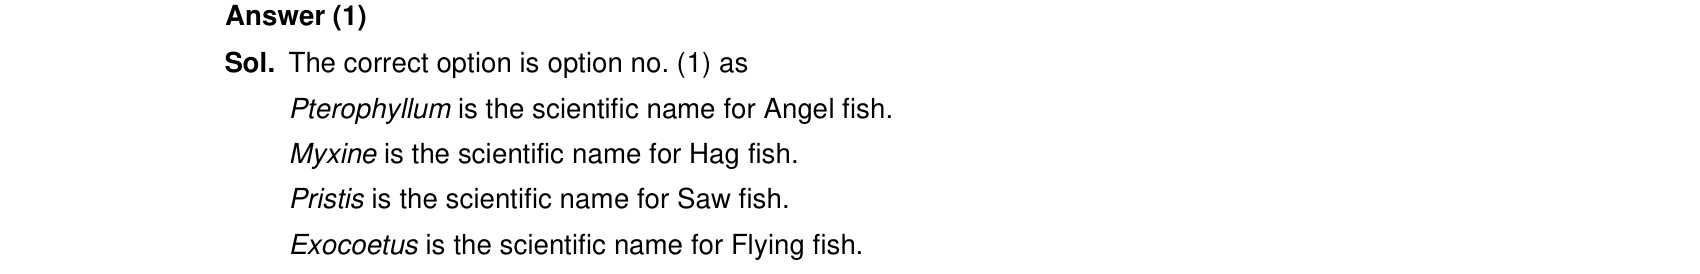 Answer (1)
Sol. The correct option is option no. (1) as
Pterophyllum is the scientific name for Angel fish.
Myxine is the scientific name for Hag fish.
Pristis is the scientific name for Saw fish.
Exocoetus is the scientific name for Flying fish.